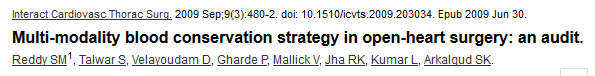 Interact Cardiovasc Thorac Surg. 2009 Sep;9(3):480-2. doi: 10.1510/icvts.2009.203034. Epub 2009 Jun 30.
Multi-modality blood conservation strategy in open-heart surgery: an audit.
Reddy SM1, Talwar S, Velayoudam D, Gharde P, Mallick V, Jha RK, Kumar L, Arkalgud SK.